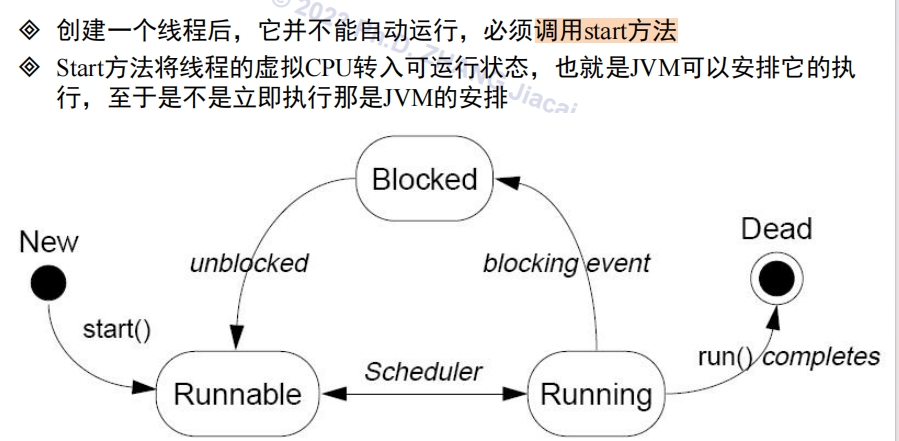 创建一个线程后，它并不能自动运行，必须调用start方法
Start方法将线程的虚拟CPU转入可运行状态，也就是JVM可以安排它的执
行，至于是不是立即执行那是JVM的安排
Blocked
New
Dead
unblocked
blocking event
start()
run() completes
Scheduler
Runnable
Running